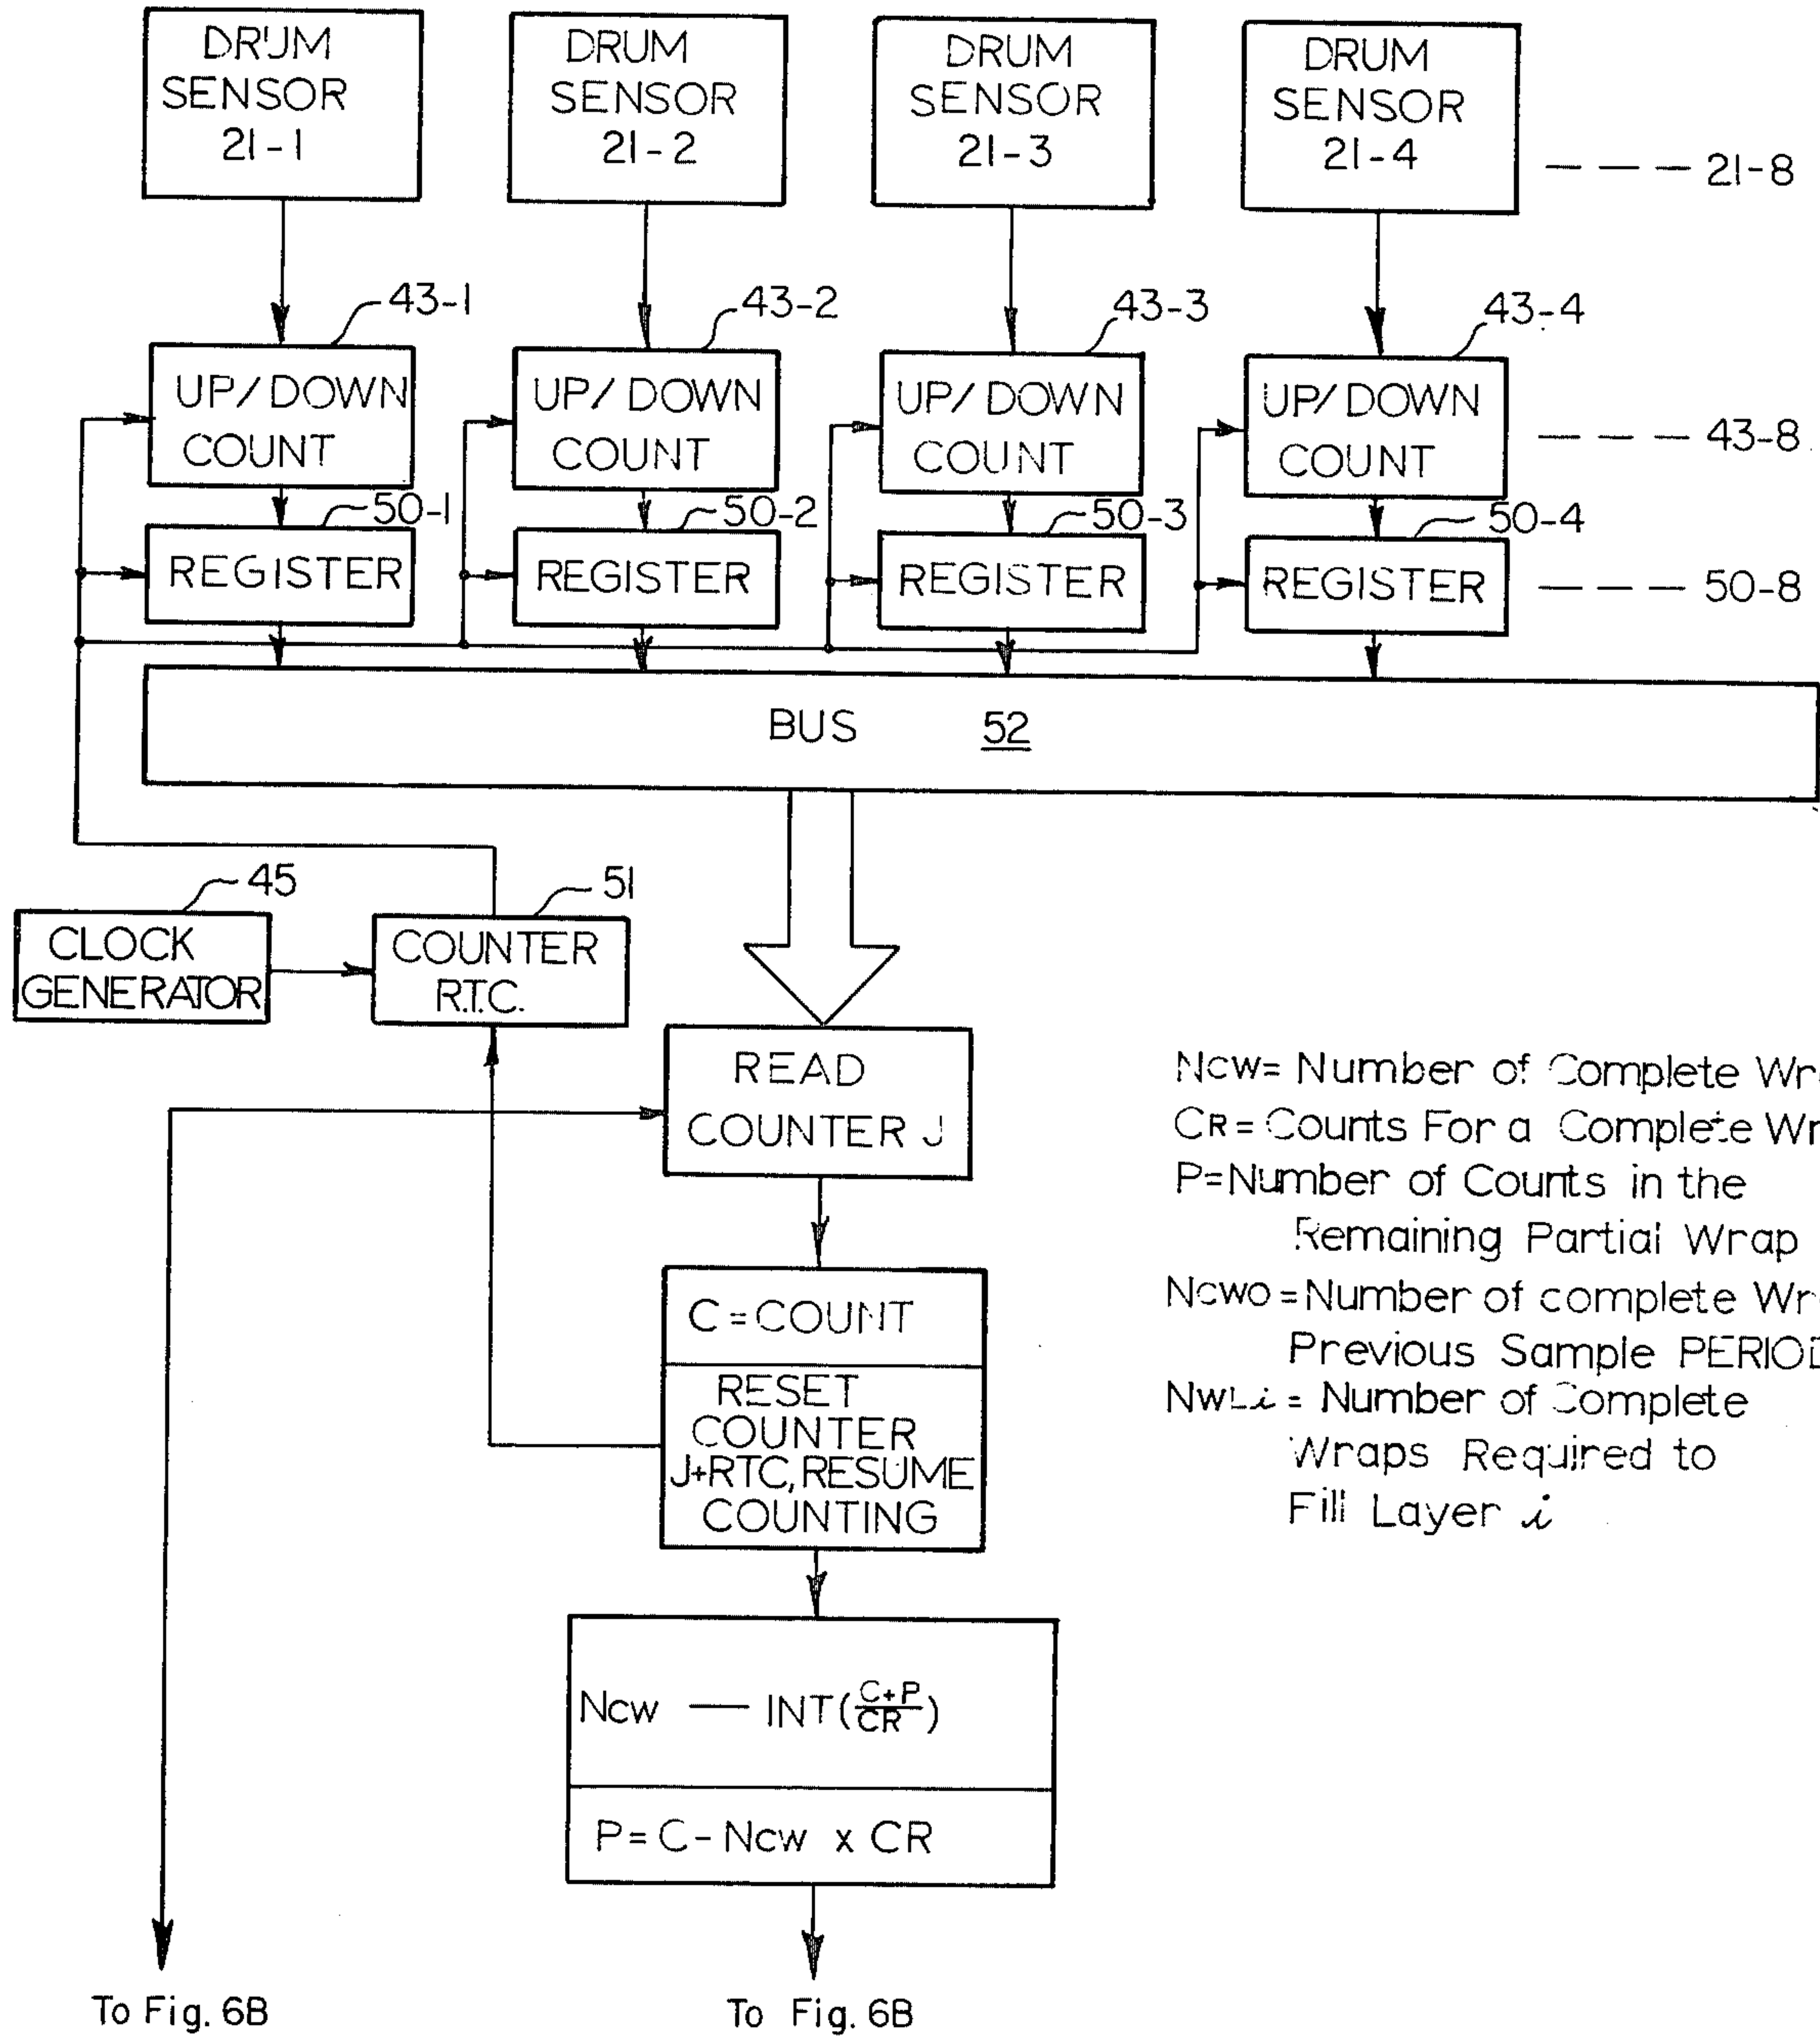 DRUM
SENSOR
21-1
DRUM
SENSOR
21-2
DRUM
SENSOR
21-3
DRUM
SENSOR
21-4
— — — 21-8
43-1
43-2
43-3
43-4
UP/DOWN
COUNT
UP/DOWN
COUNT
UP/DOWN
COUNT
UP/DOWN
COUNT
— — — 43-8
50-1
50-2
50-3
50-4
REGISTER
REGISTER
REGISTER
REGISTER
— — — 50-8
BUS 52
45
51
CLOCK
GENERATOR
COUNTER
R.T.C.
READ
COUNTER J
C = COUNT
RESET
COUNTER
J+RTC, RESUME
COUNTING
Ncw — INT(C+P/CR)
P = C - Ncw x CR
Ncw = Number of Complete
CR = Counts For a Complete
P = Number of Counts in the
Remaining Partial Wrap
Ncwo = Number of complete
Previous Sample PERIOD
NwLi = Number of Complete
Wraps Required to
Fill Layer i
To Fig. 6B
To Fig. 6B